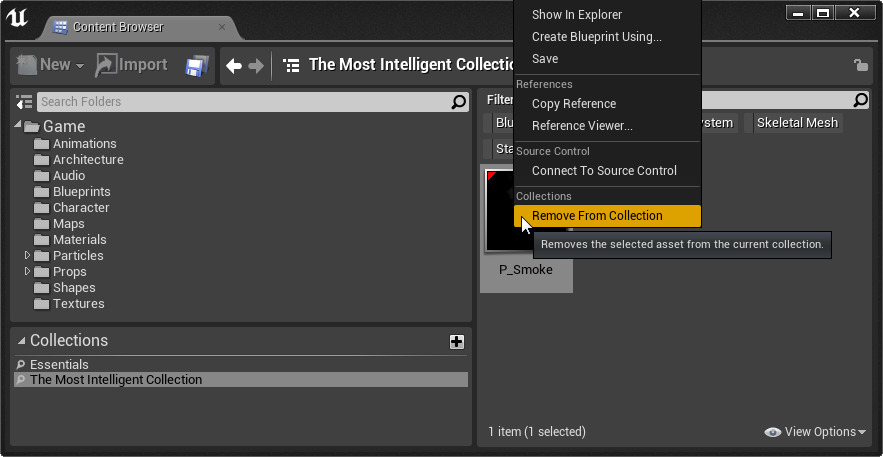 Content Browser
New
Import
The Most Intelligent Collectio
Search Folders
Game
Animations
Architecture
Audio
Blueprints
Character
Maps
Materials
Particles
Props
Shapes
Textures
Collections
Essentials
The Most Intelligent Collection
Filter
Blu
stem
Skeletal Mesh
Sta
P_Smoke
Show In Explorer
Create Blueprint Using...
Save
References
Copy Reference
Reference Viewer...
Source Control
Connect To Source Control
Collections
Remove From Collection
Removes the selected asset from the current collection.
1 item (1 selected)
View Options